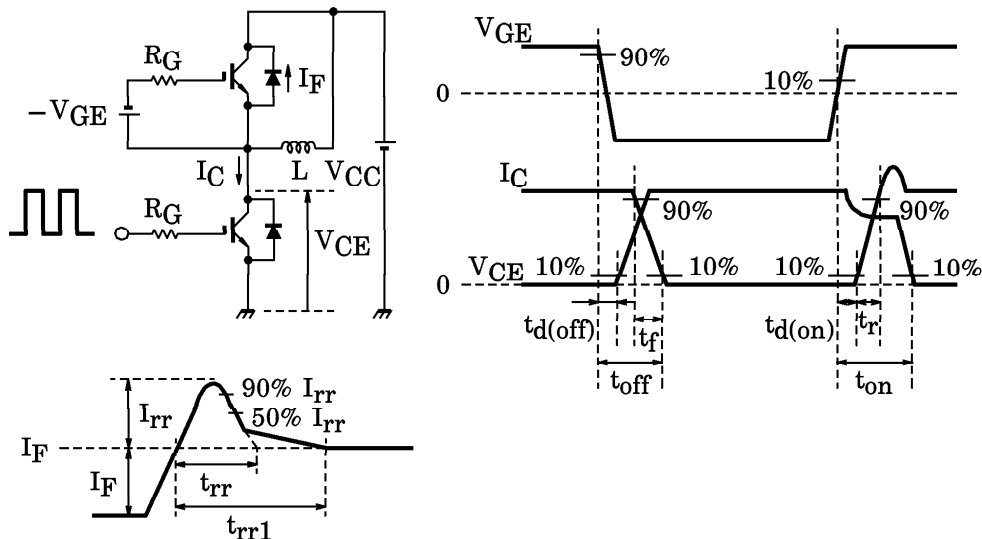 R_G
I_F
−V_GE
I_C
L
V_CC
R_G
V_CE
V_GE
90%
10%
0
I_C
90%
90%
V_CE
10%
10%
10%
10%
0
t_d(off)
t_f
t_d(on)
t_r
t_off
t_on
I_rr
90% I_rr
50% I_rr
I_F
I_F
t_rr
t_rr1